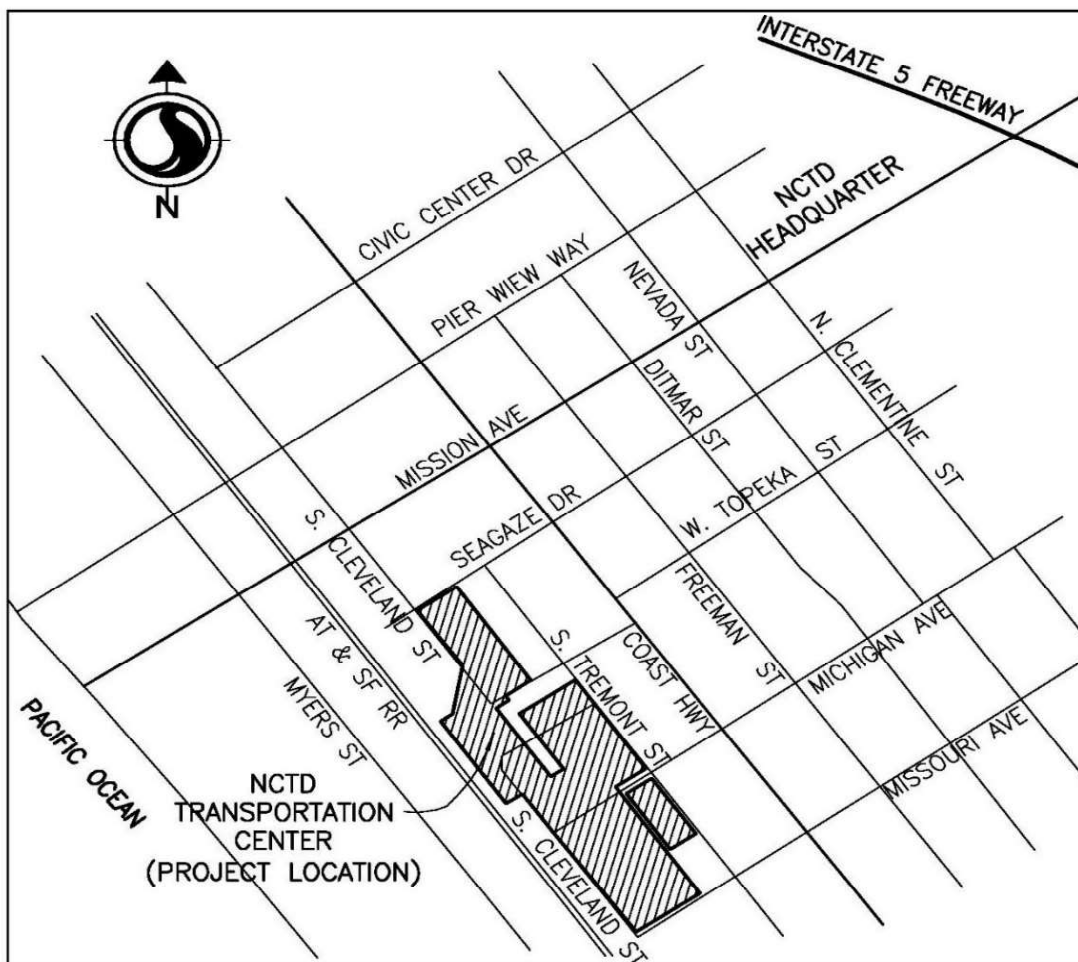 INTERSTATE 5 FREEWAY
N
CIVIC CENTER DR
NCTD
HEADQUARTER
PIER WIEW WAY
NEVADA ST
N. CLEMENTINE ST
DITMAR ST
MISSION AVE
W. TOPEKA ST
SEAGAZE DR
S. CLEVELAND ST
FREEMAN ST
COAST HWY
S. TREMONT ST
MICHIGAN AVE
AT & SF RR
MYERS ST
MISSOURI AVE
PACIFIC OCEAN
NCTD
TRANSPORTATION
CENTER
(PROJECT LOCATION)
S. CLEVELAND ST